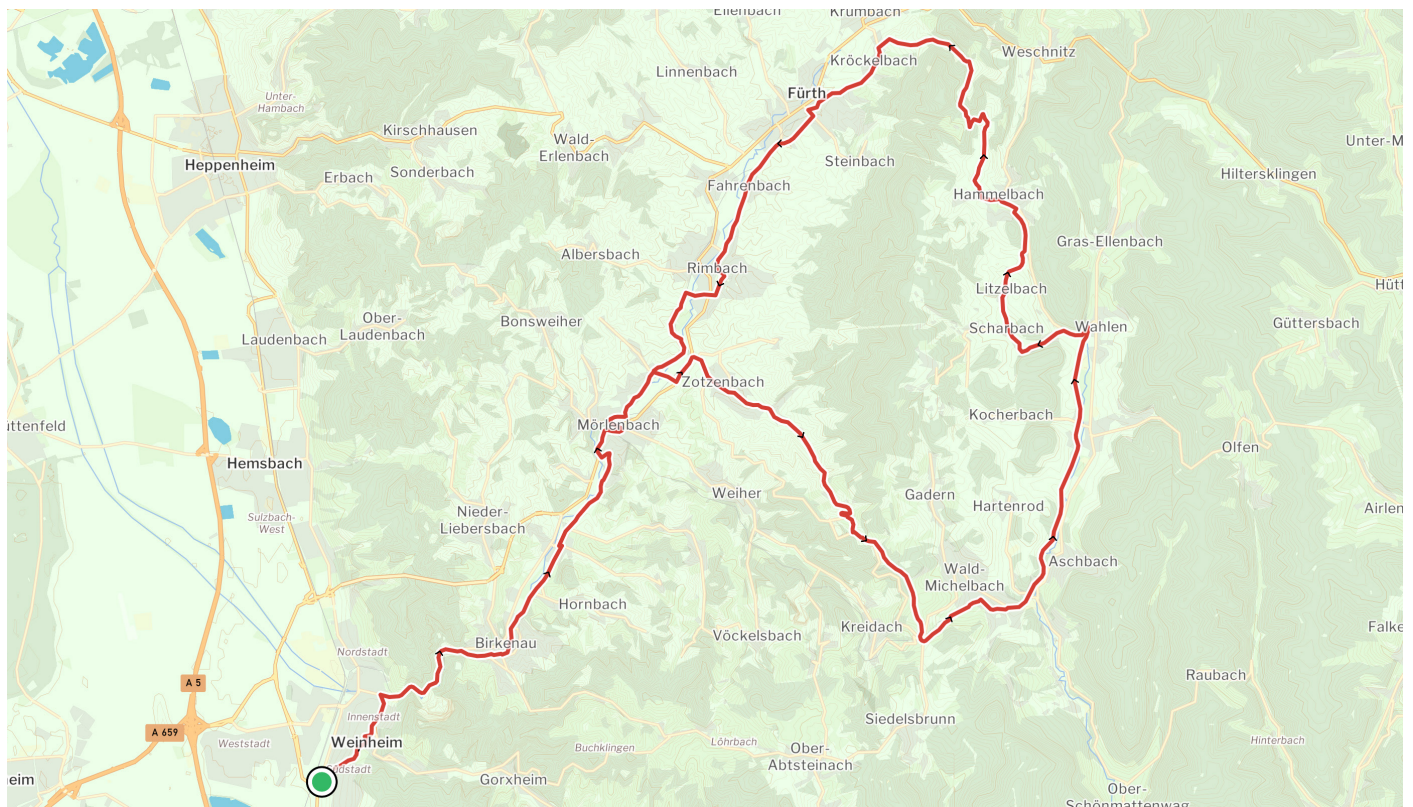 Ellenbach
Krumbach
Weschnitz
Kröckelbach
Linnenbach
Fürth
Unter-
Hambach
Kirschhausen
Wald-
Erlenbach
Unter-M
Heppenheim
Sonderbach
Erbach
Steinbach
Hiltersklingen
Fahrenbach
Hammelbach
Gras-Ellenbach
Albersbach
Rimbach
Litzelbach
Hütt
Ober-
Laudenbach
Bonsweiher
Laudenbach
Scharbach
Wahlen
Güttersbach
Zotzenbach
üttenfeld
Mörlenbach
Kocherbach
Olfen
Hemsbach
Weiher
Gadern
Hartenrod
Airlen
Nieder-
Liebersbach
Sulzbach-
West
Wald-
Michelbach
Aschbach
Hornbach
Kreidach
Vöckelsbach
Birkenau
Falke
Nordstadt
Raubach
A 5
Innenstadt
Siedelsbrunn
A 659
Weststadt
Weinheim
Buchklingen
Löhrbach
Ober-
Abtsteinach
Hinterbach
Südstadt
Gorxheim
heim
Ober-
Schönmattenwag